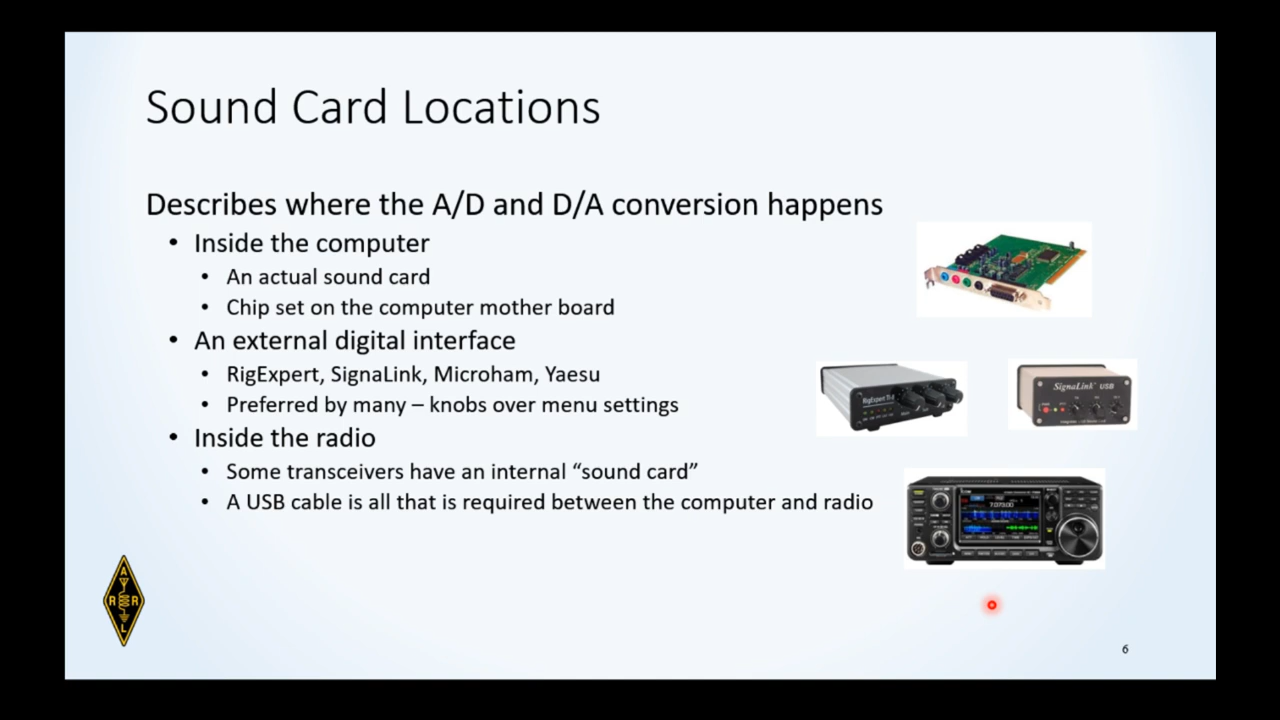 Sound Card Locations
Describes where the A/D and D/A conversion happens
• Inside the computer
• An actual sound card
• Chip set on the computer mother board
• An external digital interface
• RigExpert, SignaLink, Microham, Yaesu
• Preferred by many – knobs over menu settings
• Inside the radio
• Some transceivers have an internal “sound card”
• A USB cable is all that is required between the computer and radio
RigExpert
SignaLink USB
A
R R
L
6